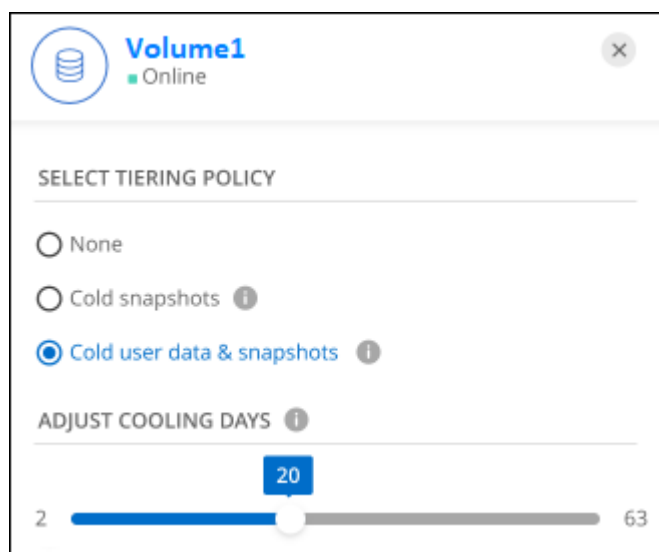 Volume1
Online
SELECT TIERING POLICY
None
Cold snapshots
Cold user data & snapshots
ADJUST COOLING DAYS
20
2 63